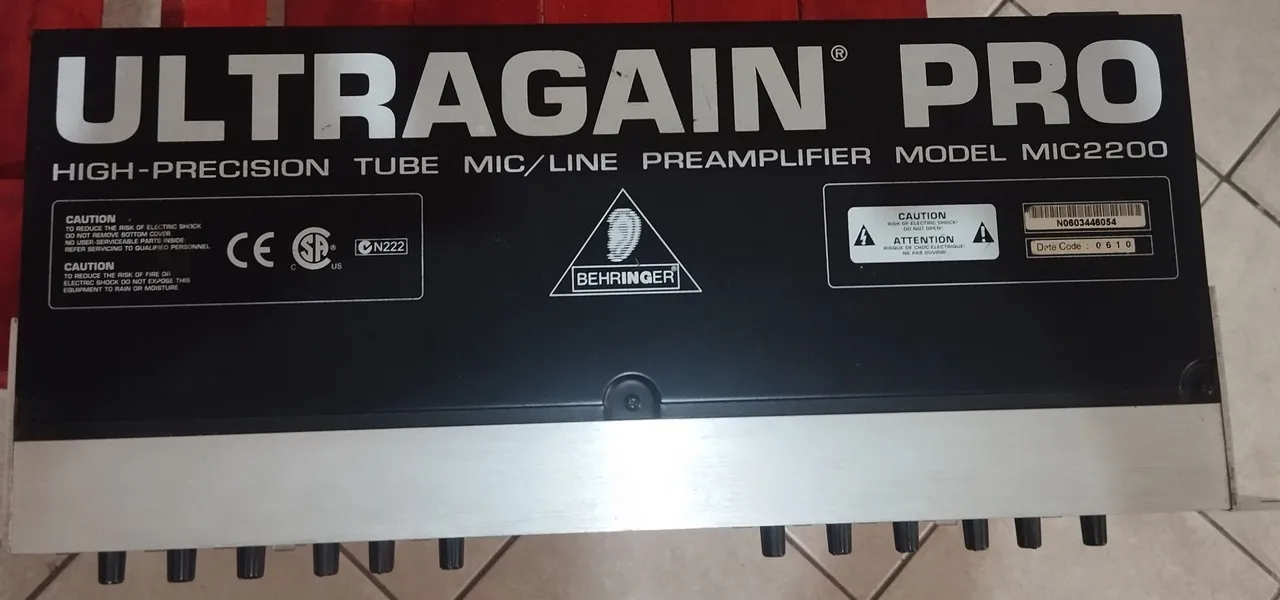 ULTRAGAIN® PRO
HIGH-PRECISION TUBE MIC/LINE PREAMPLIFIER MODEL MIC2200
CAUTION
TO REDUCE THE RISK OF ELECTRIC SHOCK
DO NOT REMOVE BOTTOM COVER
NO USER-SERVICEABLE PARTS INSIDE
REFER SERVICING TO QUALIFIED PERSONNEL
CAUTION
TO REDUCE THE RISK OF FIRE OR
ELECTRIC SHOCK DO NOT EXPOSE THIS
EQUIPMENT TO RAIN OR MOISTURE
CE
C SA ® US
N222
BEHRINGER®
CAUTION
RISK OF ELECTRIC SHOCK!
DO NOT OPEN!
ATTENTION
RISQUE DE CHOC ELECTRIQUE!
NE PAS OUVRIR!
N0603446054
Date Code : 0610